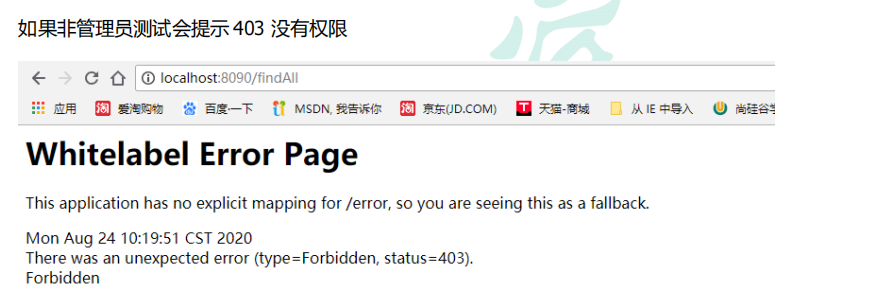 如果非管理员测试会提示 403 没有权限
localhost:8090/findAll
应用 爱淘购物 百度一下 MSDN, 我告诉你 京东(JD.COM) 天猫-商城 从 IE 中导入 尚硅谷
Whitelabel Error Page
This application has no explicit mapping for /error, so you are seeing this as a fallback.
Mon Aug 24 10:19:51 CST 2020
There was an unexpected error (type=Forbidden, status=403).
Forbidden